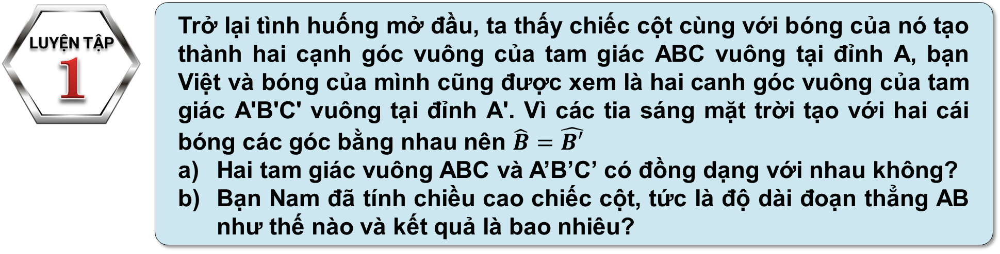 LUYỆN TẬP
1
Trở lại tình huống mở đầu, ta thấy chiếc cột cùng với bóng của nó tạo
thành hai cạnh góc vuông của tam giác ABC vuông tại đỉnh A, bạn
Việt và bóng của mình cũng được xem là hai canh góc vuông của tam
giác A'B'C' vuông tại đỉnh A'. Vì các tia sáng mặt trời tạo với hai cái
bóng các góc bằng nhau nên $\widehat{B} = \widehat{B'}$
a) Hai tam giác vuông ABC và A’B’C’ có đồng dạng với nhau không?
b) Bạn Nam đã tính chiều cao chiếc cột, tức là độ dài đoạn thẳng AB
như thế nào và kết quả là bao nhiêu?